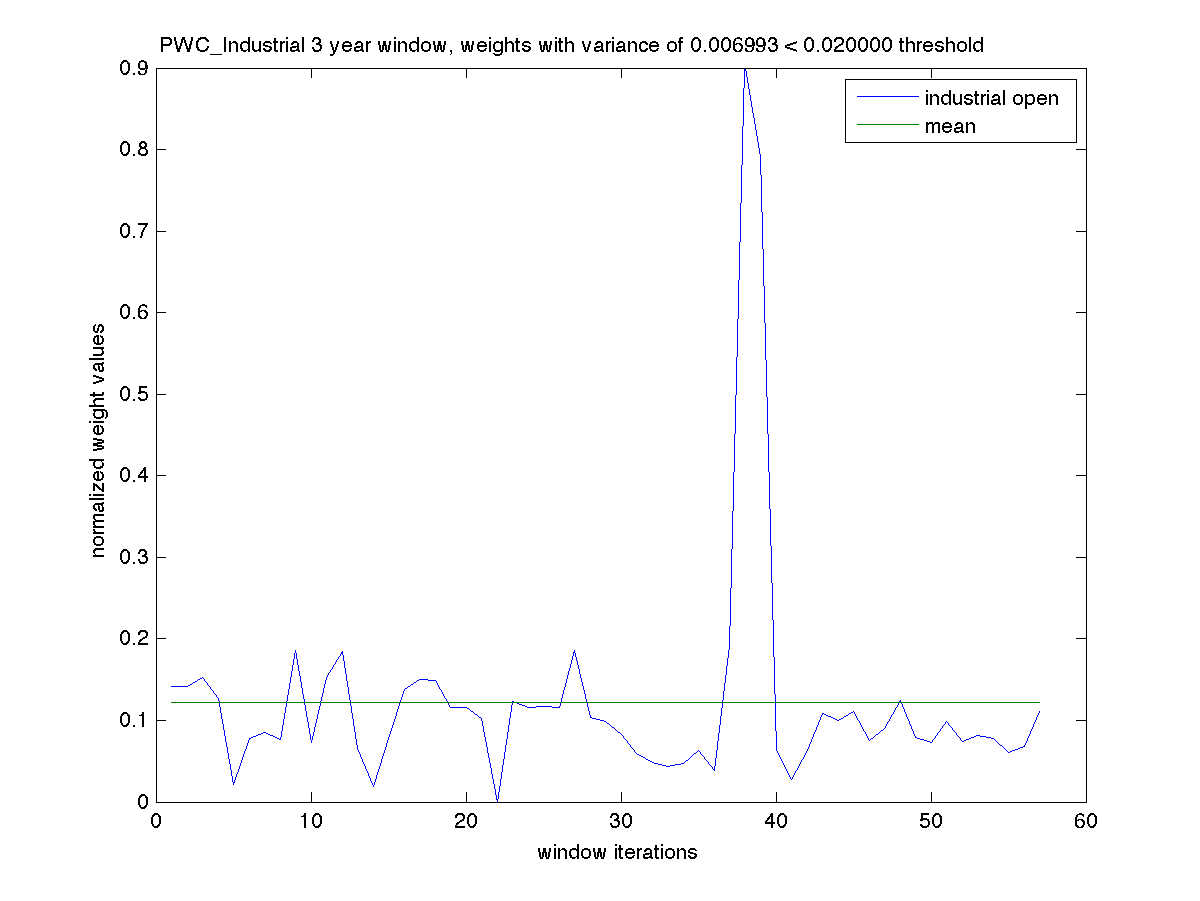 PWC_Industrial 3 year window, weights with variance of 0.006993 < 0.020000 threshold
industrial open
mean
0.9
0.8
0.7
0.6
0.5
0.4
0.3
0.2
0.1
0
normalized weight values
0 10 20 30 40 50 60
window iterations